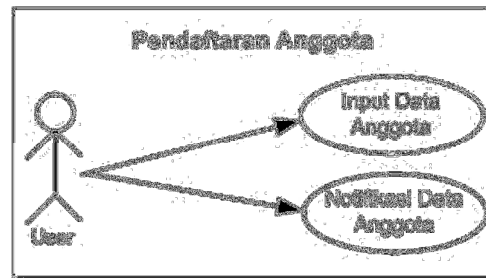 Pendaftaran Anggota
Input Data
Anggota
Notifikasi Data
Anggota
User